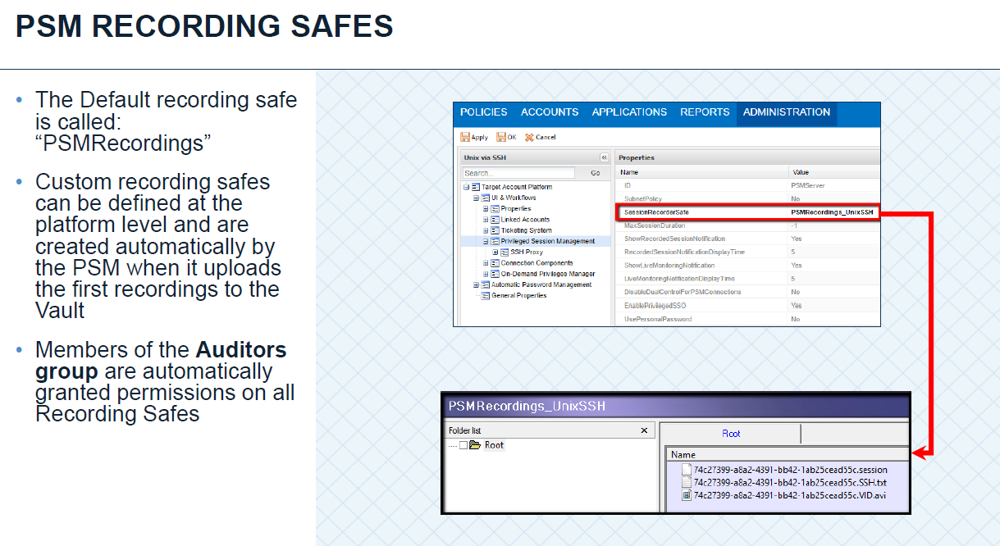 PSM RECORDING SAFES
• The Default recording safe
is called:
“PSMRecordings”
• Custom recording safes
can be defined at the
platform level and are
created automatically by
the PSM when it uploads
the first recordings to the
Vault
• Members of the Auditors
group are automatically
granted permissions on all
Recording Safes
POLICIES ACCOUNTS APPLICATIONS REPORTS ADMINISTRATION
Apply OK Cancel
Unix via SSH «
Search... Go
Target Account Platform
UI & Workflows
Properties
Linked Accounts
Ticketing System
Privileged Session Management
SSH Proxy
Connection Components
On-Demand Privileges Manager
Automatic Password Management
General Properties
Properties
Name Value
ID PSMServer
SubnetPolicy No
SessionRecorderSafe PSMRecordings_UnixSSH
MaxSessionDuration -1
ShowRecordedSessionNotification Yes
RecordedSessionNotificationDisplayTime 5
ShowLiveMonitoringNotification Yes
LiveMonitoringNotificationDisplayTime 5
DisableDualControlForPSMConnections No
EnablePrivilegedSSO Yes
UsePersonalPassword No
PSMRecordings_UnixSSH
Folder list
Root
Root
Name
74c27399-a8a2-4391-bb42-1ab25cead55c.session
74c27399-a8a2-4391-bb42-1ab25cead55c.SSH.txt
74c27399-a8a2-4391-bb42-1ab25cead55c.VID.avi